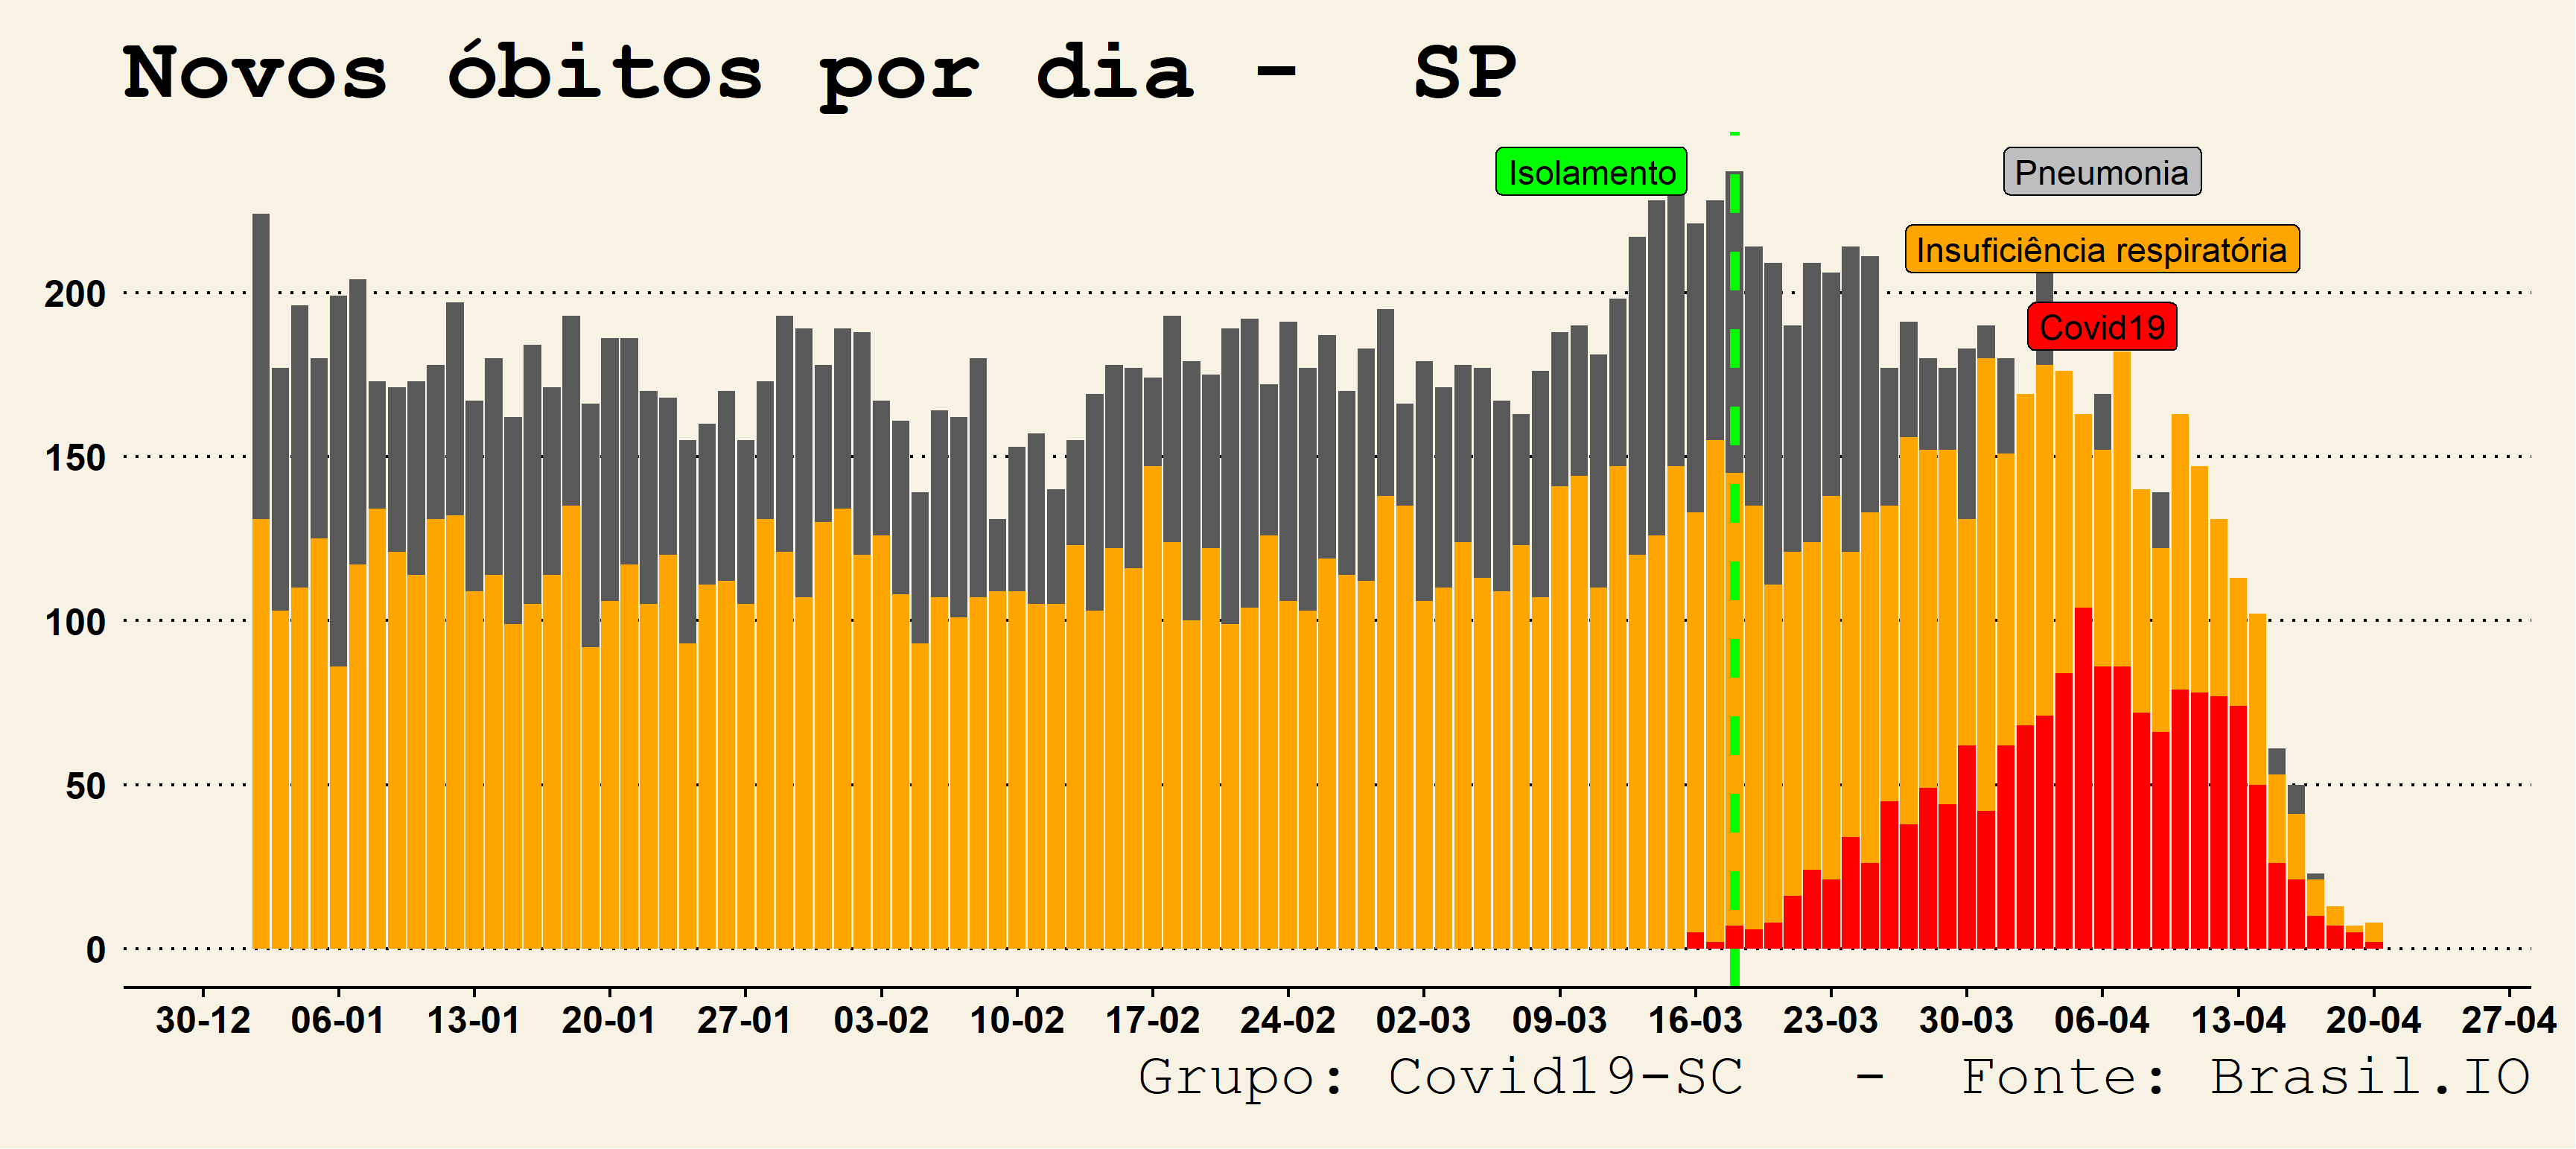 Novos óbitos por dia - SP
Isolamento
Pneumonia
Insuficiência respiratória
Covid19
200
150
100
50
0
30-12 06-01 13-01 20-01 27-01 03-02 10-02 17-02 24-02 02-03 09-03 16-03 23-03 30-03 06-04 13-04 20-04 27-04
Grupo: Covid19-SC - Fonte: Brasil.IO